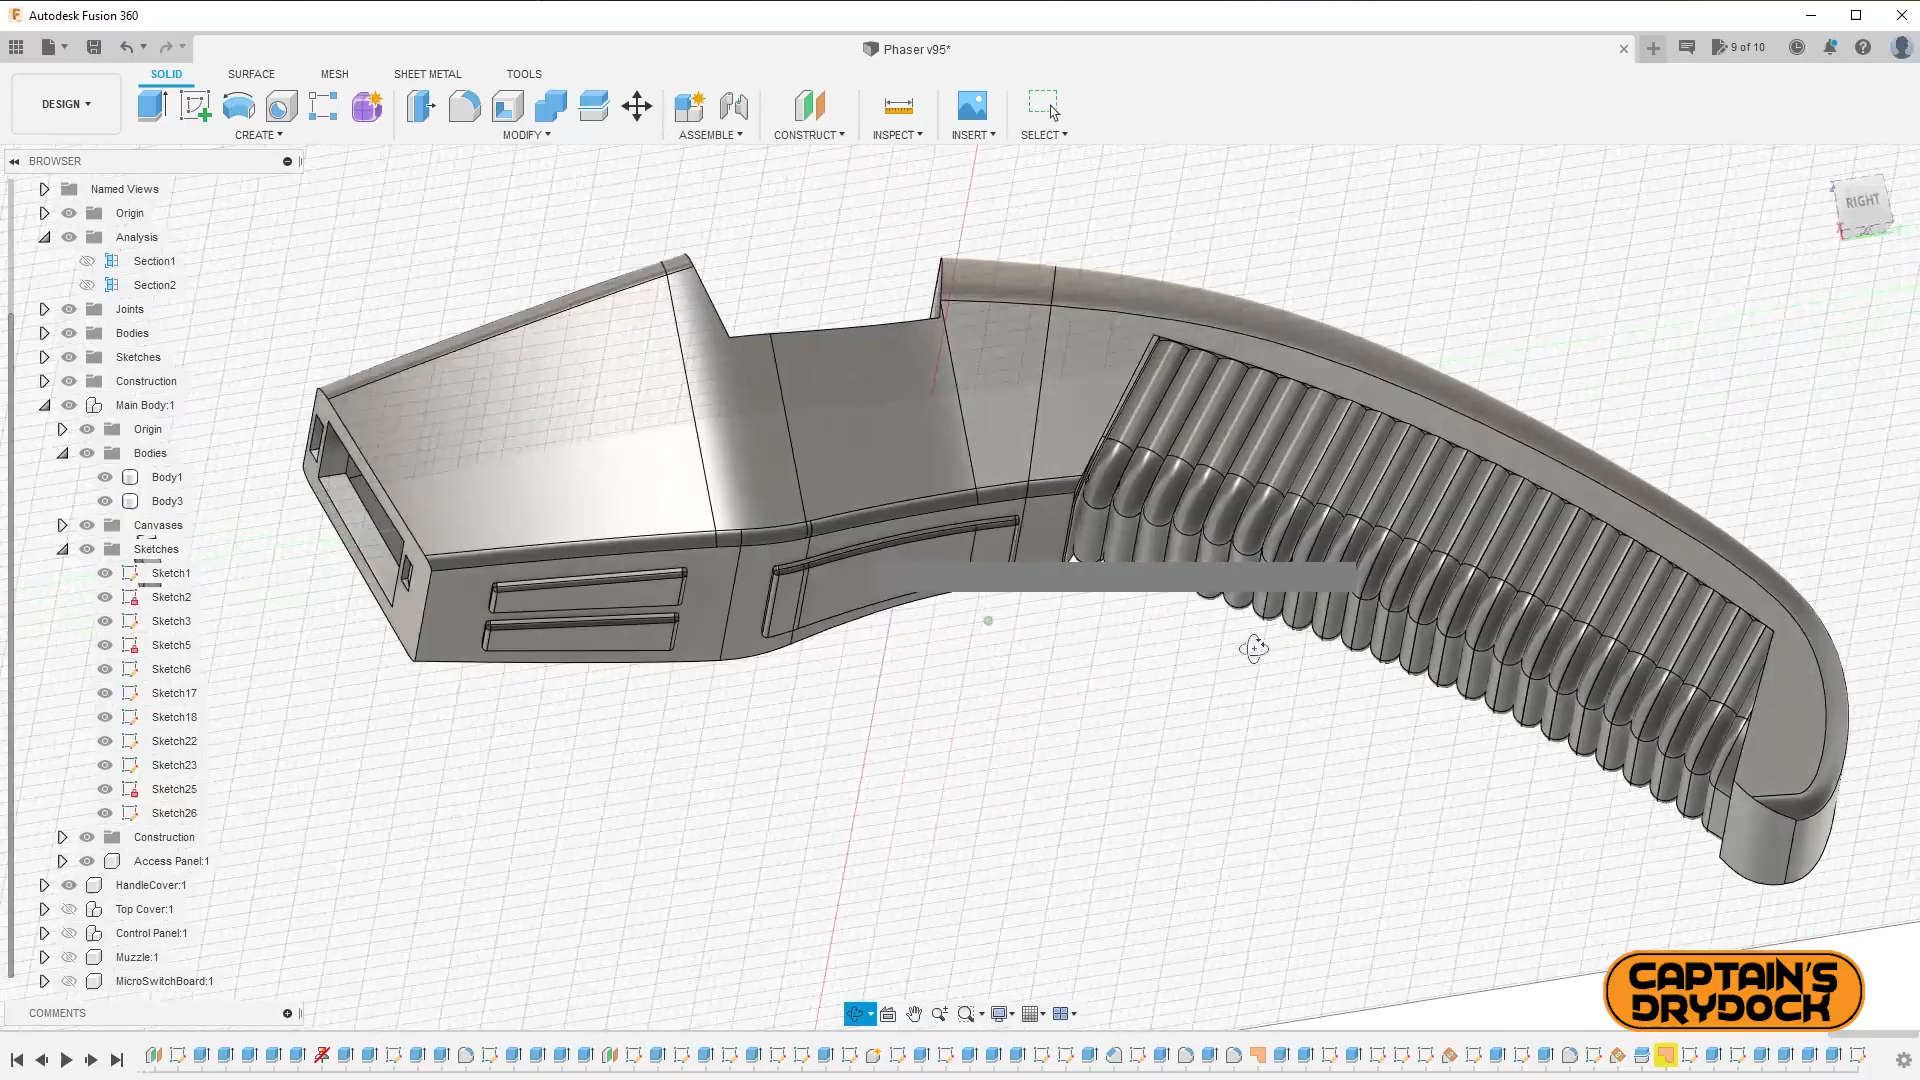 Autodesk Fusion 360
Phaser v95*
9 of 10
SOLID
SURFACE
MESH
SHEET METAL
TOOLS
DESIGN
CREATE
MODIFY
ASSEMBLE
CONSTRUCT
INSPECT
INSERT
SELECT
BROWSER
Named Views
Origin
Analysis
Section1
Section2
Joints
Bodies
Sketches
Construction
Main Body:1
Origin
Bodies
Body1
Body3
Canvases
Sketches
Sketch1
Sketch2
Sketch3
Sketch5
Sketch6
Sketch17
Sketch18
Sketch22
Sketch23
Sketch25
Sketch26
Construction
Access Panel:1
HandleCover:1
Top Cover:1
Control Panel:1
Muzzle:1
MicroSwitchBoard:1
COMMENTS
RIGHT
CAPTAIN'S
DRYDOCK